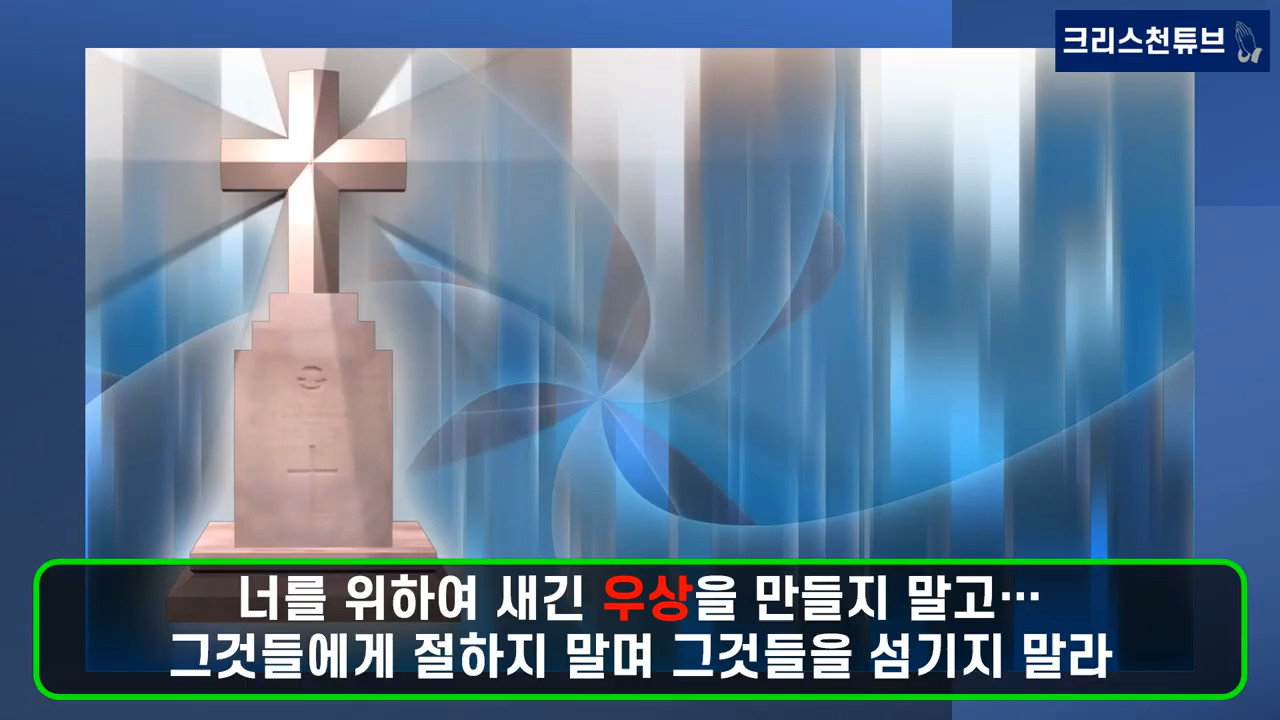 크리스천튜브
너를 위하여 새긴 우상을 만들지 말고…
그것들에게 절하지 말며 그것들을 섬기지 말라